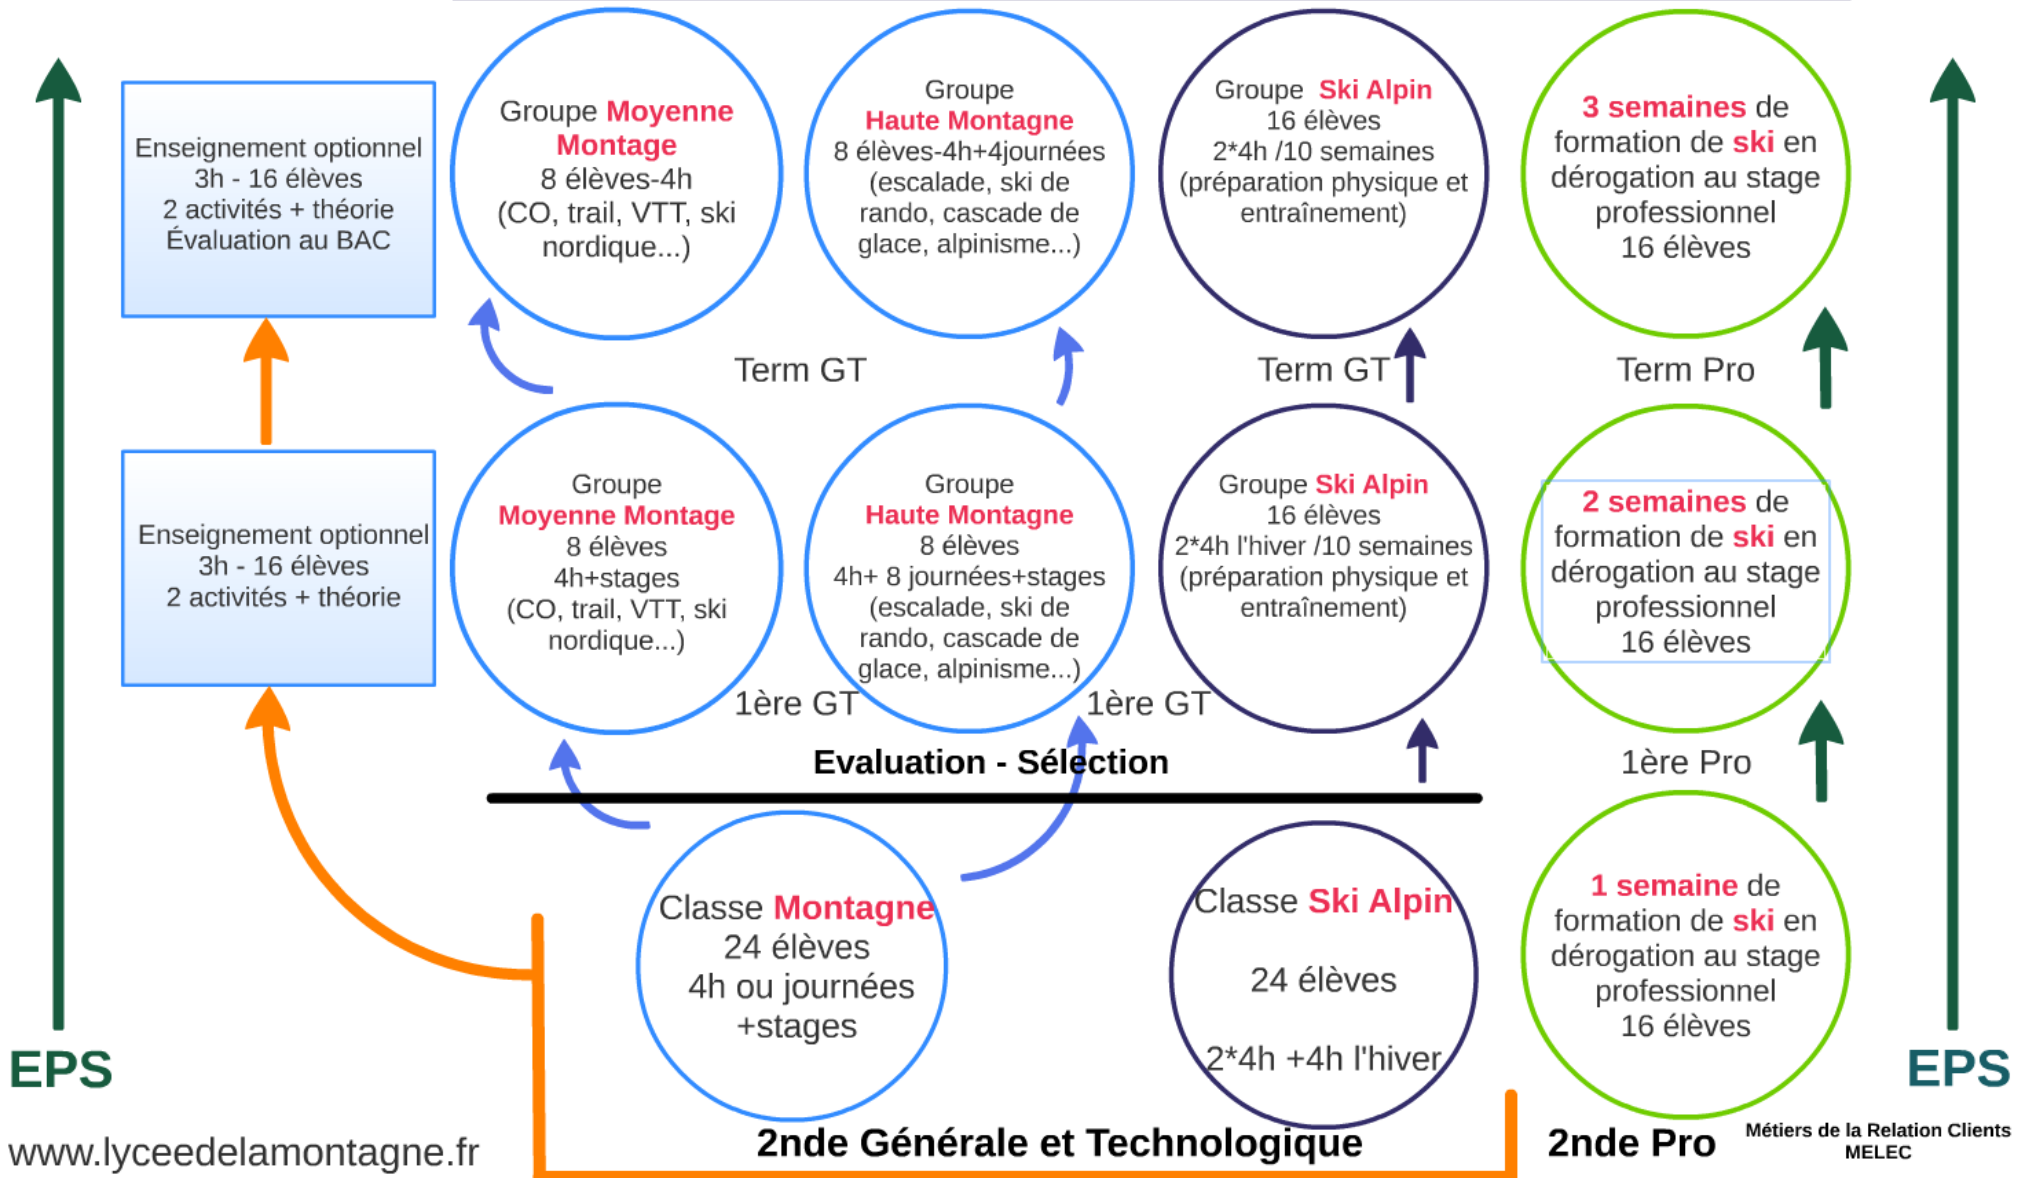 Enseignement optionnel
3h - 16 élèves
2 activités + théorie
Évaluation au BAC
Groupe Moyenne
Montage
8 élèves-4h
(CO, trail, VTT, ski
nordique...)
Groupe
Haute Montagne
8 élèves-4h+4journées
(escalade, ski de
rando, cascade de
glace, alpinisme...)
Groupe Ski Alpin
16 élèves
2*4h /10 semaines
(préparation physique et
entraînement)
3 semaines de
formation de ski en
dérogation au stage
professionnel
16 élèves
Term GT
Term GT
Term Pro
Enseignement optionnel
3h - 16 élèves
2 activités + théorie
Groupe
Moyenne Montage
8 élèves
4h+stages
(CO, trail, VTT, ski
nordique...)
Groupe
Haute Montagne
8 élèves
4h+ 8 journées+stages
(escalade, ski de
rando, cascade de
glace, alpinisme...)
Groupe Ski Alpin
16 élèves
2*4h l'hiver /10 semaines
(préparation physique et
entraînement)
2 semaines de
formation de ski en
dérogation au stage
professionnel
16 élèves
1ère GT
1ère GT
Evaluation - Sélection
1ère Pro
Classe Montagne
24 élèves
4h ou journées
+stages
Classe Ski Alpin
24 élèves
2*4h +4h l'hiver
1 semaine de
formation de ski en
dérogation au stage
professionnel
16 élèves
EPS
EPS
www.lyceedelamontagne.fr
2nde Générale et Technologique
2nde Pro
Métiers de la Relation Clients
MELEC